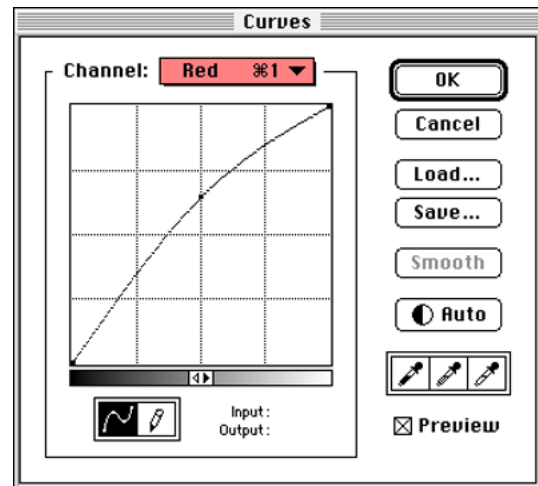 Curves
Channel: Red ⌘1
OK
Cancel
Load...
Save...
Smooth
Auto
Input:
Output:
Preview